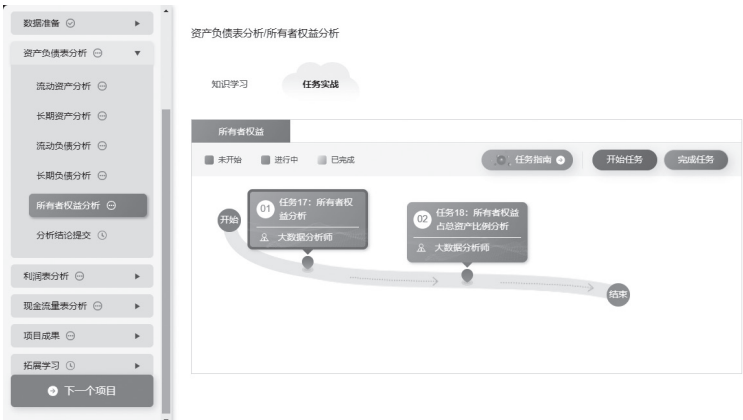 数据准备
资产负债表分析
流动资产分析
长期资产分析
流动负债分析
长期负债分析
所有者权益分析
分析结论提交
利润表分析
现金流量表分析
项目成果
拓展学习
下一个项目
资产负债表分析/所有者权益分析
知识学习 任务实战
所有者权益
未开始 进行中 已完成 任务指南 开始任务 完成任务
开始
01 任务17：所有者权
益分析
大数据分析师
02 任务18：所有者权益
占总资产比例分析
大数据分析师
结束